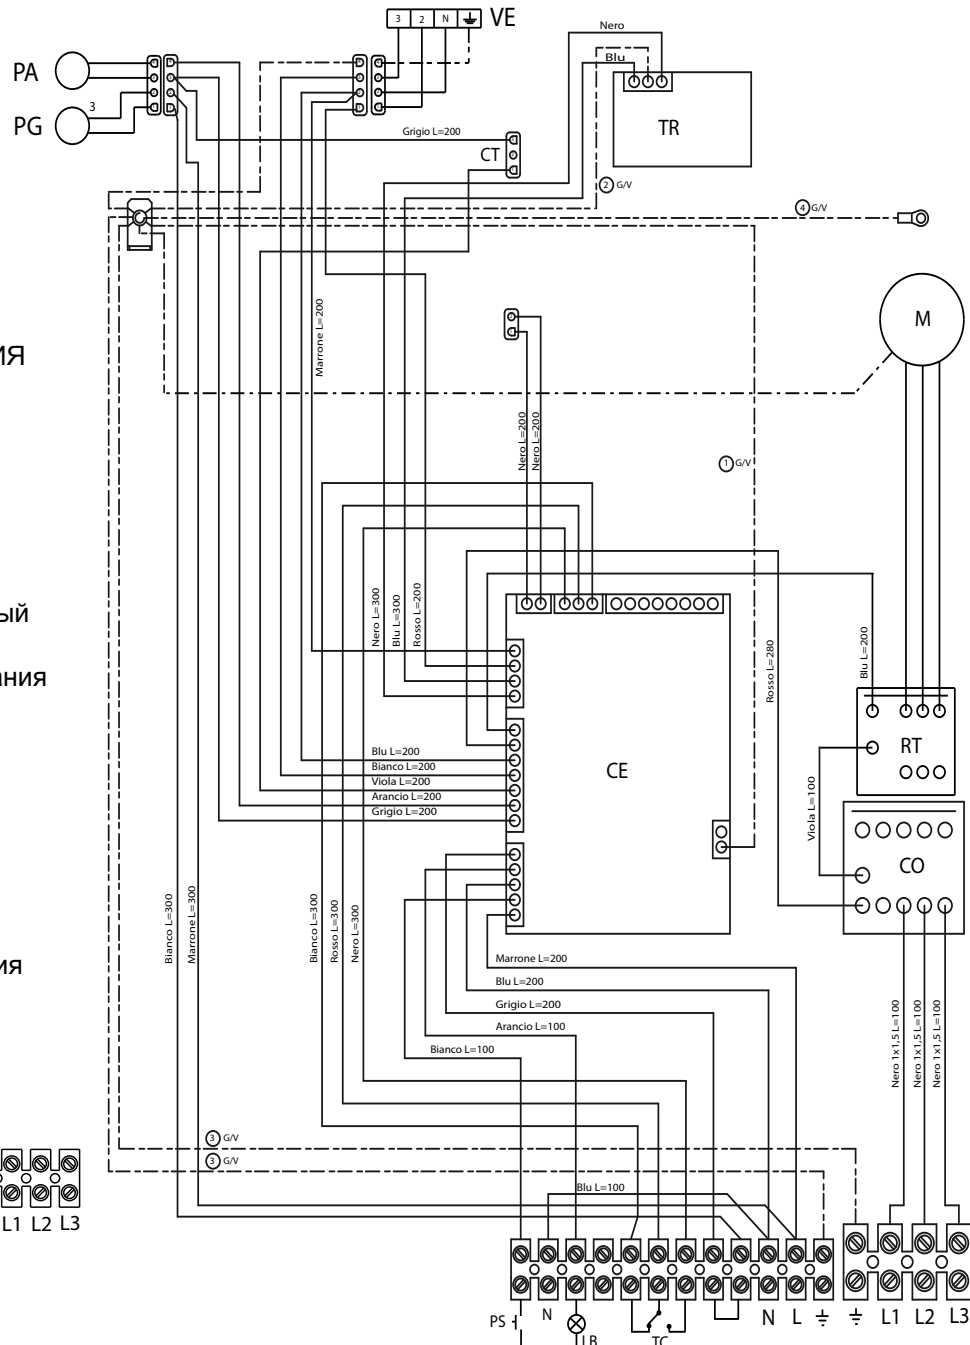 3 2 N VE
Nero
Blu
PA
3
PG
TR
Grigio L=200
CT
2 G/V
4 G/V
M
Marrone L=200
ия
Nero L=200
Nero L=200
1 G/V
ый
ания
Nero L=300
Blu L=300
Rosso L=200
Rosso L=280
Blu L=200
RT
CE
Blu L=200
Bianco L=200
Viola L=200
Arancio L=200
Grigio L=200
Viola L=100
CO
Bianco L=300
Marrone L=300
Bianco L=300
Rosso L=300
Nero L=300
ия
Marrone L=200
Blu L=200
Grigio L=200
Arancio L=100
Bianco L=100
Nero 1x1,5 L=100
Nero 1x1,5 L=100
Nero 1x1,5 L=100
3 G/V
3 G/V
Blu L=100
L1 L2 L3
PS
N
LB
TC
N L
L1 L2 L3